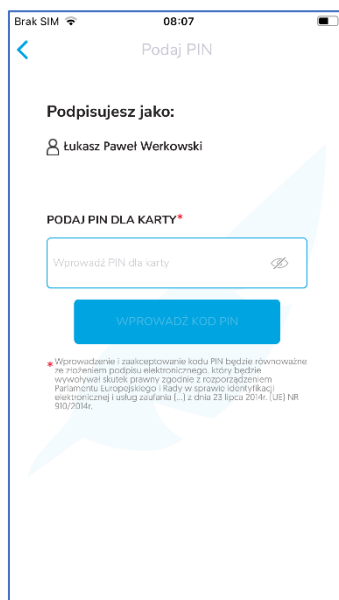 Brak SIM 08:07
Podaj PIN
Podpisujesz jako:
Łukasz Paweł Werkowski
PODAJ PIN DLA KARTY*
Wprowadź PIN dla karty
WPROWADŹ KOD PIN
* Wprowadzenie i zaakceptowanie kodu PIN będzie równoważne
ze złożeniem podpisu elektronicznego, który będzie
wywoływał skutek prawny zgodnie z rozporządzeniem
Parlamentu Europejskiego i Rady w sprawie identyfikacji
elektronicznej i usług zaufania (...) z dnia 23 lipca 2014r. (UE) NR
910/2014r.